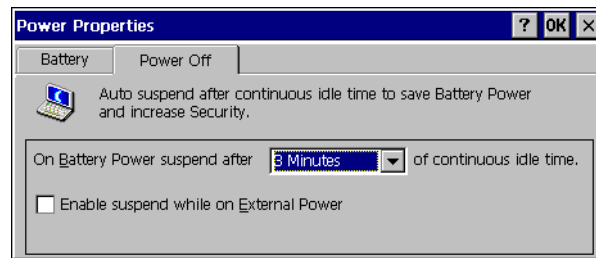 Power Properties ? OK ×
Battery Power Off
Auto suspend after continuous idle time to save Battery Power
and increase Security.
On Battery Power suspend after 3 Minutes of continuous idle time.
Enable suspend while on External Power